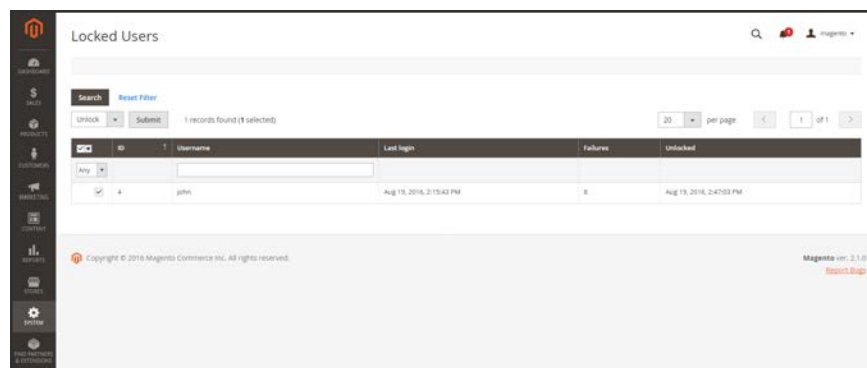 Locked Users
magento
DASHBOARD
SALES
PRODUCTS
CUSTOMERS
MARKETING
CONTENT
REPORTS
STORES
SYSTEM
FIND PARTNERS
& EXTENSIONS
Search Reset Filter
Unlock Submit 1 records found (1 selected) 20 per page 1 of 1
ID Username Last login Failures Unlocked
Any
4 john Aug 19, 2016, 2:15:43 PM Aug 19, 2016, 2:47:03 PM
Copyright © 2016 Magento Commerce Inc. All rights reserved.
Magento ver. 2.1.0
Report Bugs